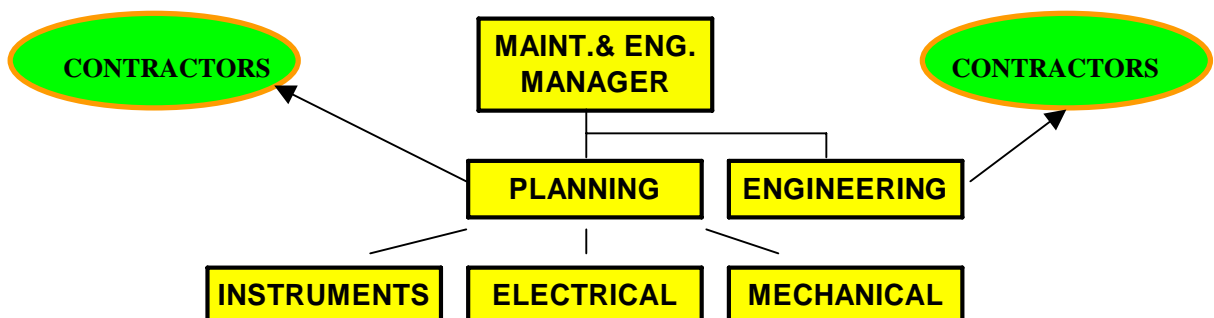 CONTRACTORS
MAINT.& ENG.
MANAGER
CONTRACTORS
PLANNING
ENGINEERING
INSTRUMENTS
ELECTRICAL
MECHANICAL